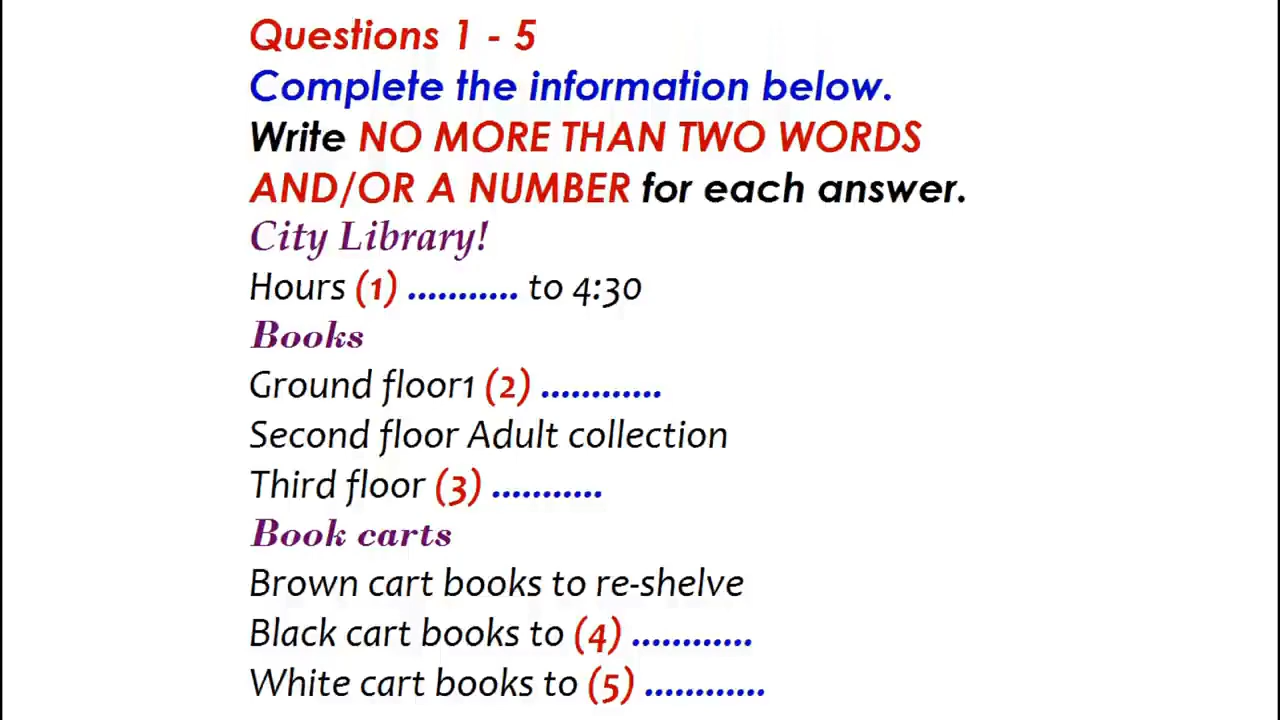 Questions 1 - 5
Complete the information below.
Write NO MORE THAN TWO WORDS
AND/OR A NUMBER for each answer.
City Library!
Hours (1) ........... to 4:30
Books
Ground floor1 (2) ............
Second floor Adult collection
Third floor (3) ...........
Book carts
Brown cart books to re-shelve
Black cart books to (4) ............
White cart books to (5) ............